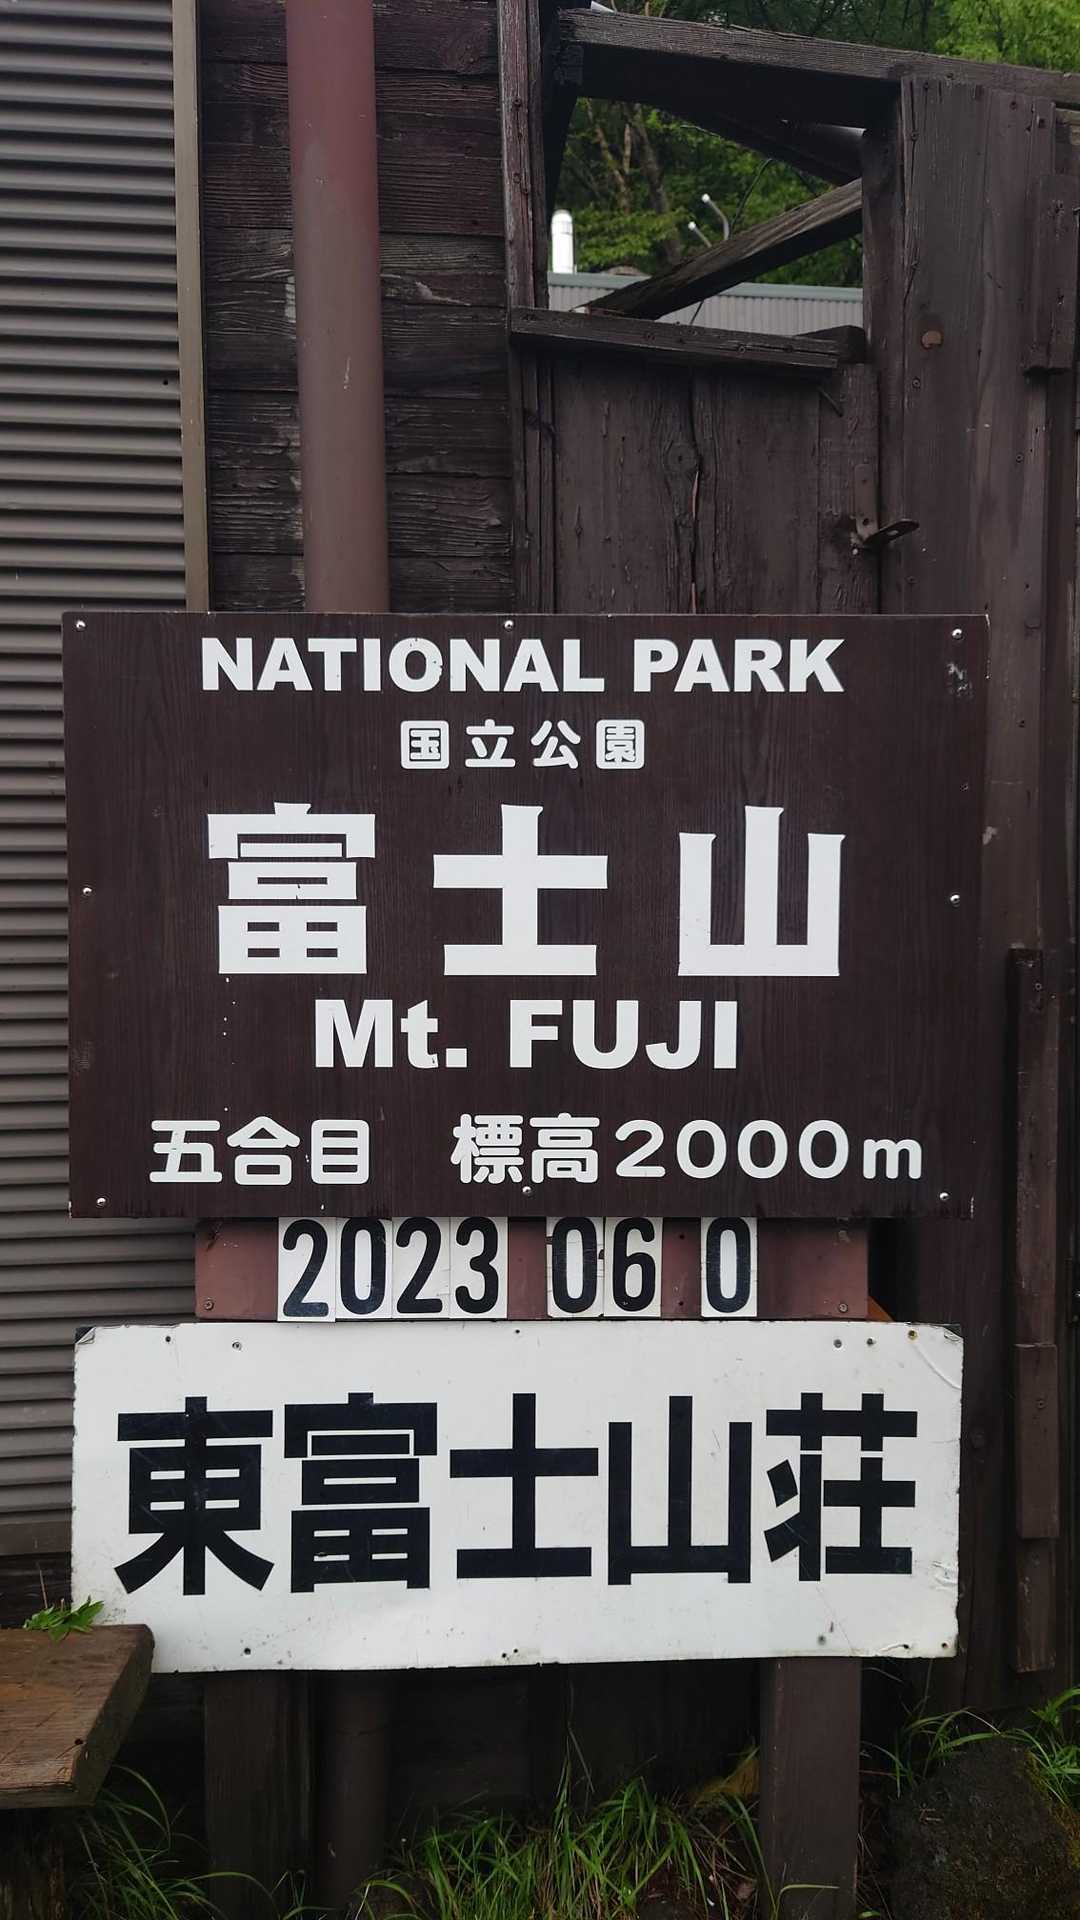 NATIONAL PARK
国立公園
富士山
Mt. FUJI
五合目 標高2000m
2023 06 0
東富士山荘